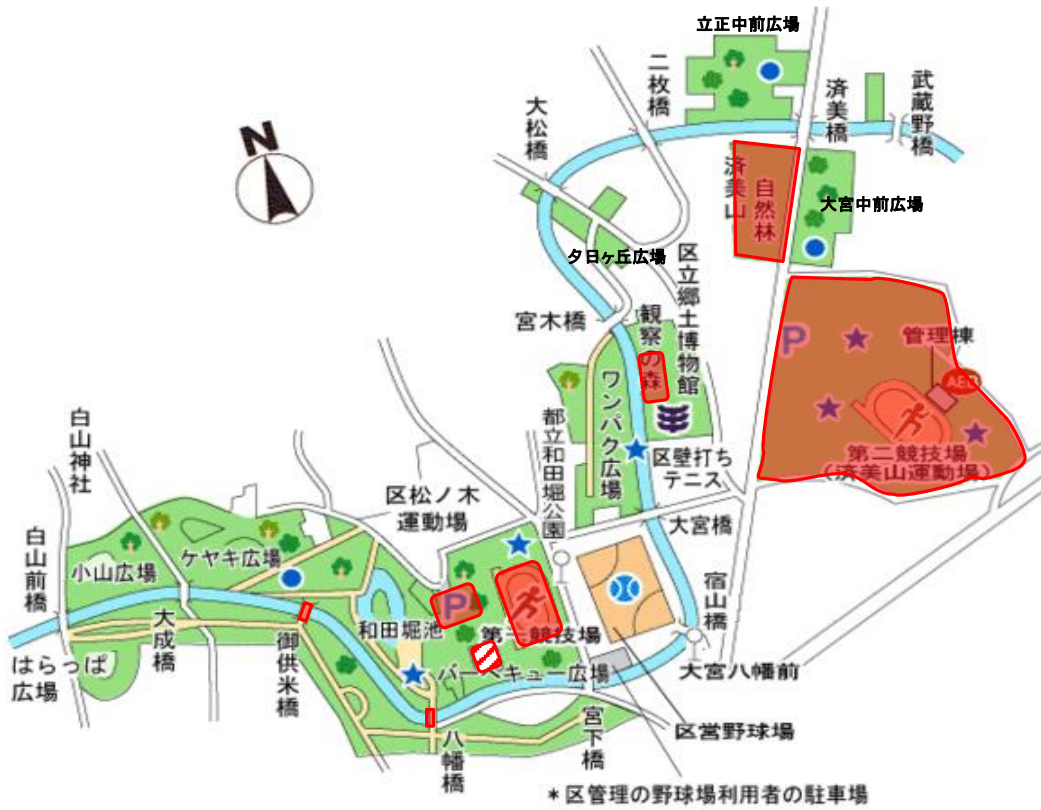 立正中前広場
二枚橋
済美橋
武蔵野橋
大松橋
N
済美山
自然林
大宮中前広場
夕日ヶ丘広場
区立郷土博物館
観察の森
宮木橋
P
管理棟
AED
ワンパク広場
都立和田堀公園
第二競技場
(済美山運動場)
区壁打ち
テニス
白山神社
区松ノ木
運動場
大宮橋
白山前橋
小山広場
ケヤキ広場
宿山橋
P
和田堀池
第一競技場
はらっぱ
広場
大成橋
御供米橋
バーベキュー広場
大宮八幡前
八幡橋
宮下橋
区営野球場
*区管理の野球場利用者の駐車場